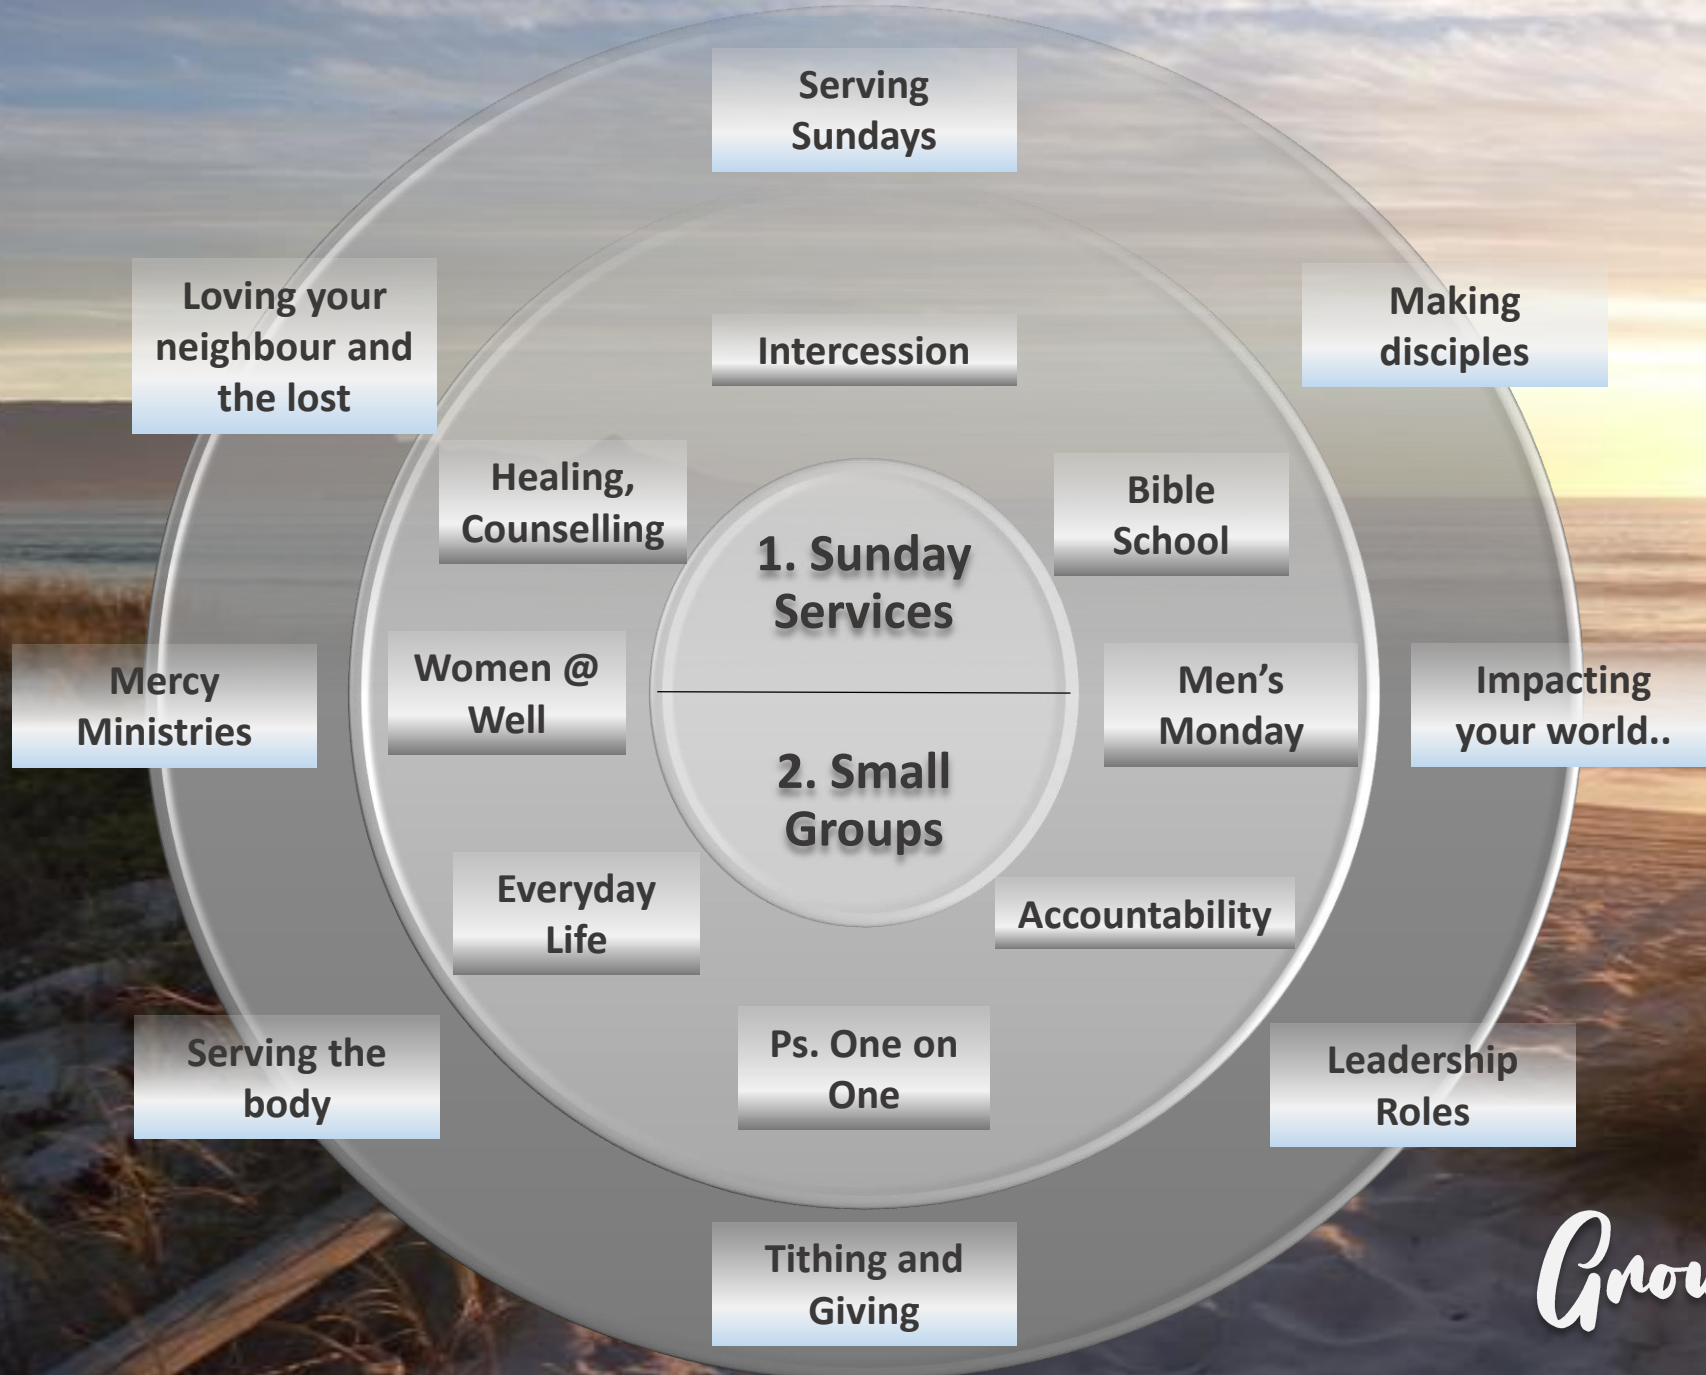 Serving
Sundays
Loving your
neighbour and
the lost
Making
disciples
Intercession
Healing,
Counselling
Bible
School
1. Sunday
Services
Women @
Well
Men’s
Monday
Mercy
Ministries
Impacting
your world..
2. Small
Groups
Everyday
Life
Accountability
Ps. One on
One
Serving the
body
Leadership
Roles
Tithing and
Giving